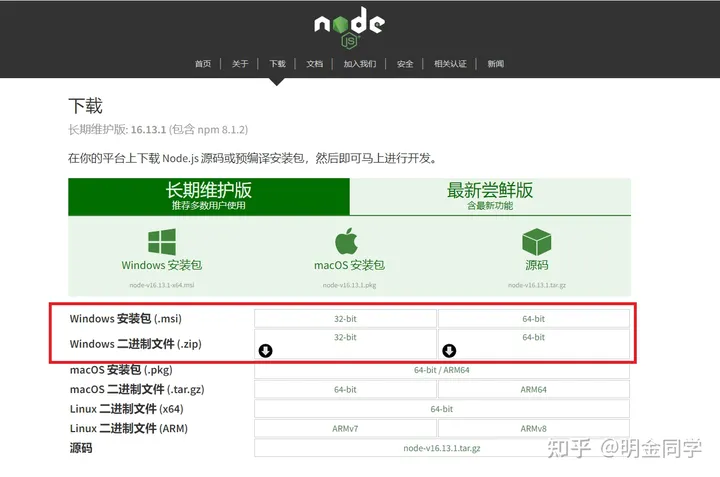 node
JS
首页 关于 下载 文档 加入我们 安全 相关认证 新闻
下载
长期维护版: 16.13.1 (包含 npm 8.1.2)
在你的平台上下载 Node.js 源码或预编译安装包，然后即可马上进行开发。
长期维护版 最新尝鲜版
推荐多数用户使用 含最新功能
Windows 安装包 macOS 安装包 源码
node-v16.13.1-x64.msi node-v16.13.1.pkg node-v16.13.1.tar.gz
Windows 安装包 (.msi) 32-bit 64-bit
Windows 二进制文件 (.zip) 32-bit 64-bit
macOS 安装包 (.pkg) 64-bit / ARM64
macOS 二进制文件 (.tar.gz) 64-bit ARM64
Linux 二进制文件 (x64) 64-bit
Linux 二进制文件 (ARM) ARMv7 ARMv8
源码 node-v16.13.1.tar.gz
知乎 @明金同学